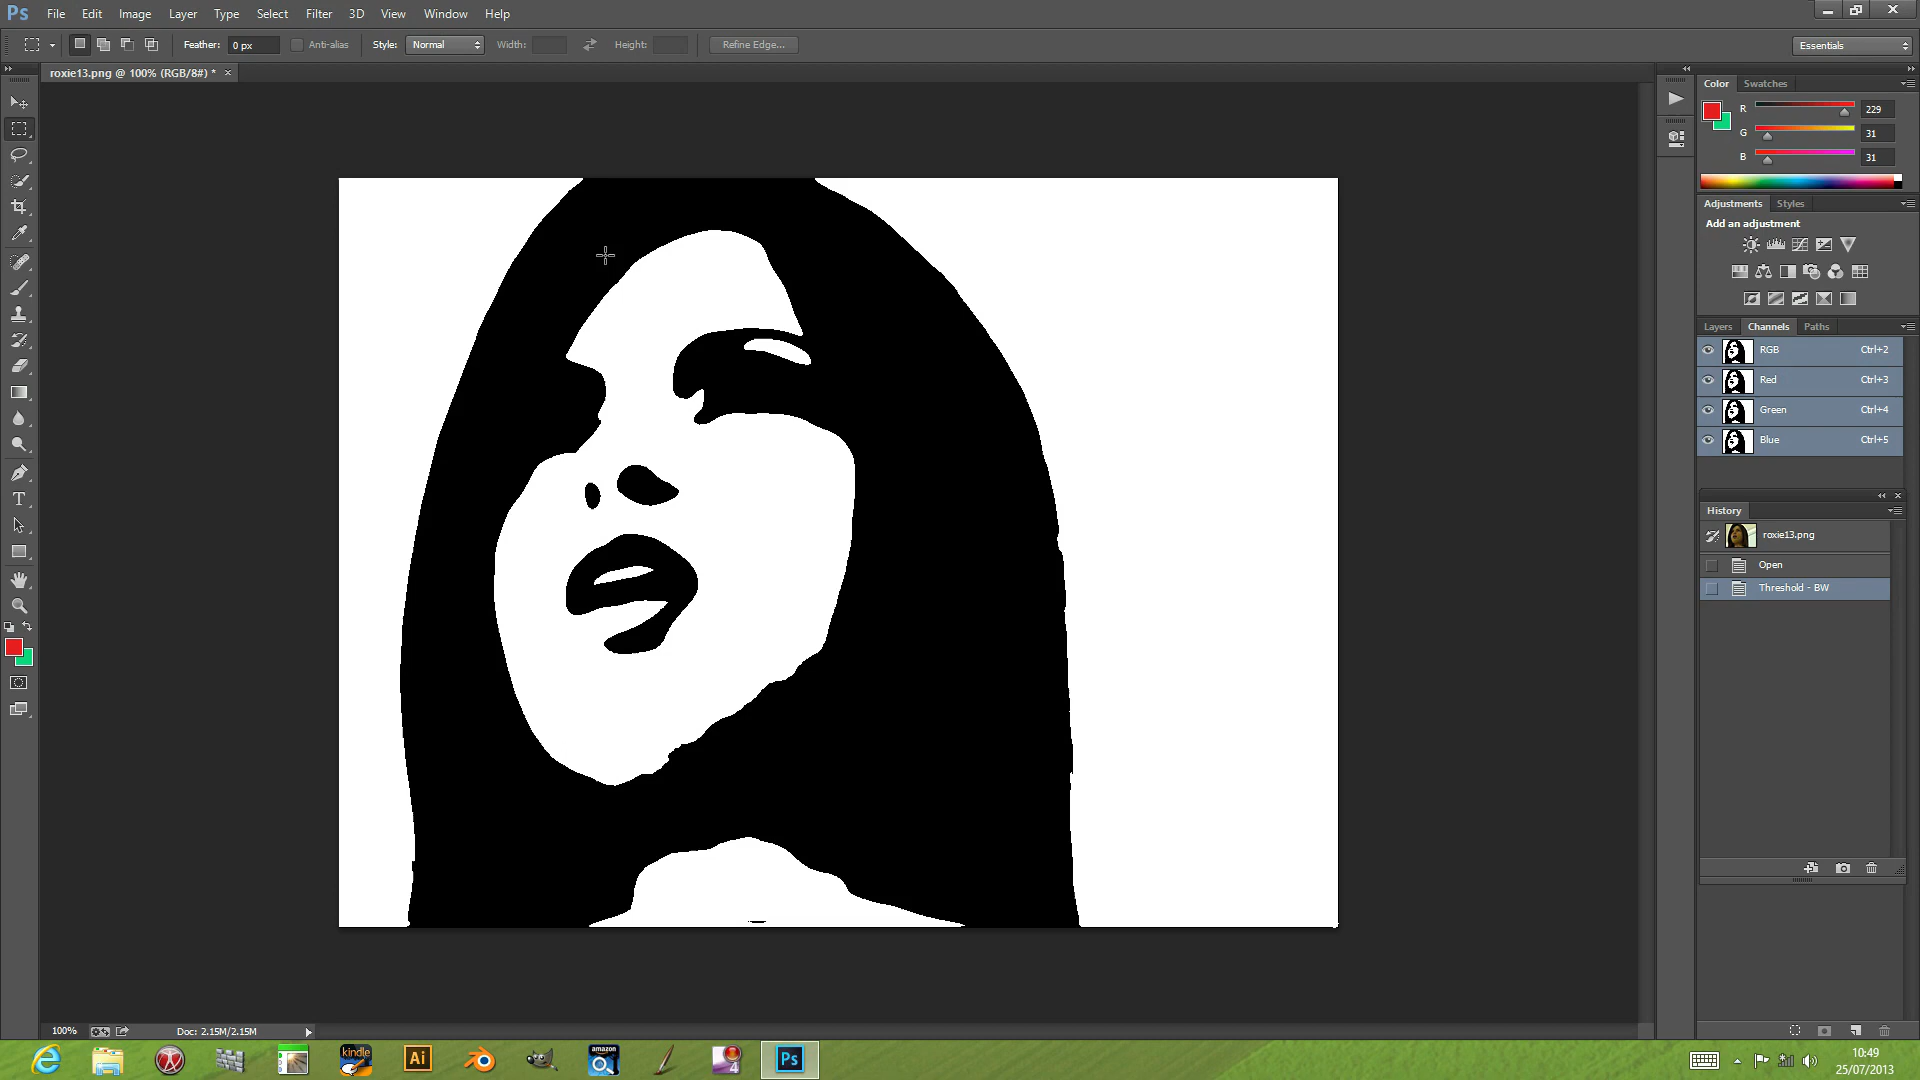 Ps File Edit Image Layer Type Select Filter 3D View Window Help
Feather: 0 px Anti-alias Style: Normal Width: Height: Refine Edge... Essentials
roxie13.png @ 100% (RGB/8#) * ×
Color Swatches
R 229
G 31
B 31
Adjustments Styles
Add an adjustment
Layers Channels Paths
RGB Ctrl+2
Red Ctrl+3
Green Ctrl+4
Blue Ctrl+5
History
roxie13.png
Open
Threshold - BW
T
100% Doc: 2.15M/2.15M
kindle Ai amazon 4 Ps
10:49
25/07/2013